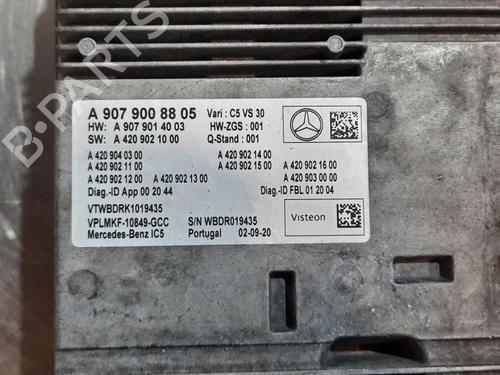 A 907 900 88 05 Vari : C5 VS 30
HW: A 907 901 40 03 HW-ZGS : 001
SW: A 420 902 10 00 Q-Stand : 001
A 420 904 03 00 A 420 902 14 00
A 420 902 11 00 A 420 902 15 00 A 420 902 16 00
A 420 902 12 00 A 420 902 13 00 A 420 903 00 00
Diag.-ID App 00 20 44 Diag.-ID FBL 01 20 04
VTWBDRK1019435
VPLMKF-10849-GCC S/N WBDR019435 Visteon
Mercedes-Benz IC5 Portugal 02-09-20